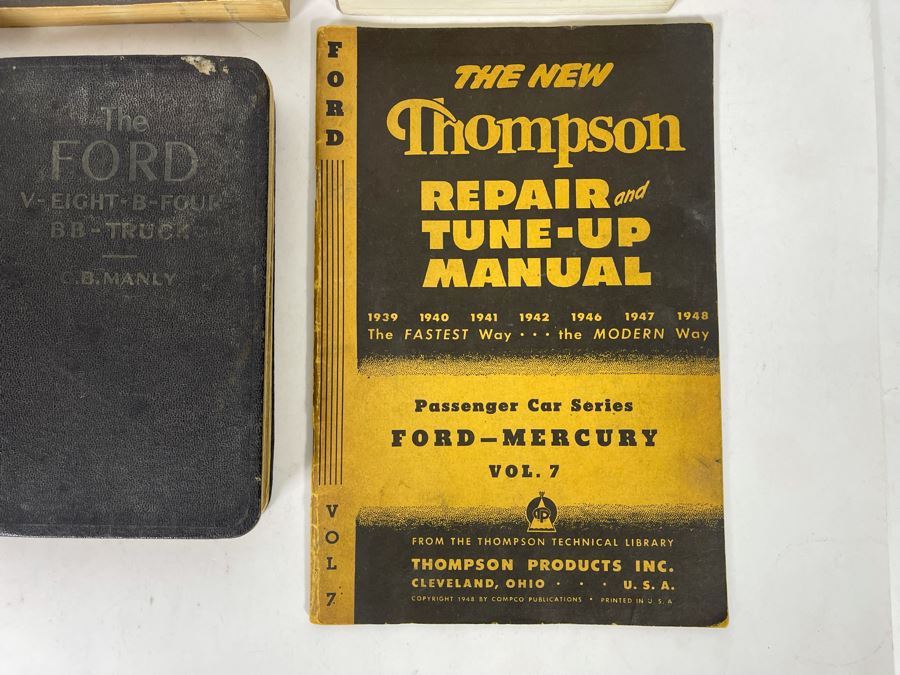 The
FORD
V-EIGHT-B-FOUR
BB-TRUCK
C.B.MANLY
FORD
VOL 7
THE NEW
Thompson
REPAIR and
TUNE-UP
MANUAL
1939 1940 1941 1942 1946 1947 1948
The FASTEST Way · · · the MODERN Way
Passenger Car Series
FORD—MERCURY
VOL. 7
TP
FROM THE THOMPSON TECHNICAL LIBRARY
THOMPSON PRODUCTS INC.
CLEVELAND, OHIO · · · U. S. A.
COPYRIGHT 1948 BY COMPCO PUBLICATIONS • PRINTED IN U. S. A